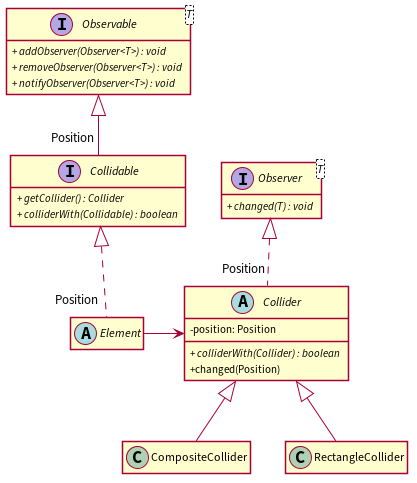 I Observable T
+ addObserver(Observer<T>) : void
+ removeObserver(Observer<T>) : void
+ notifyObserver(Observer<T>) : void
Position
I Collidable
+ getCollider() : Collider
+ colliderWith(Collidable) : boolean
I Observer T
+ changed(T) : void
Position
Position
A Element
A Collider
-position: Position
+ colliderWith(Collider) : boolean
+changed(Position)
C CompositeCollider
C RectangleCollider